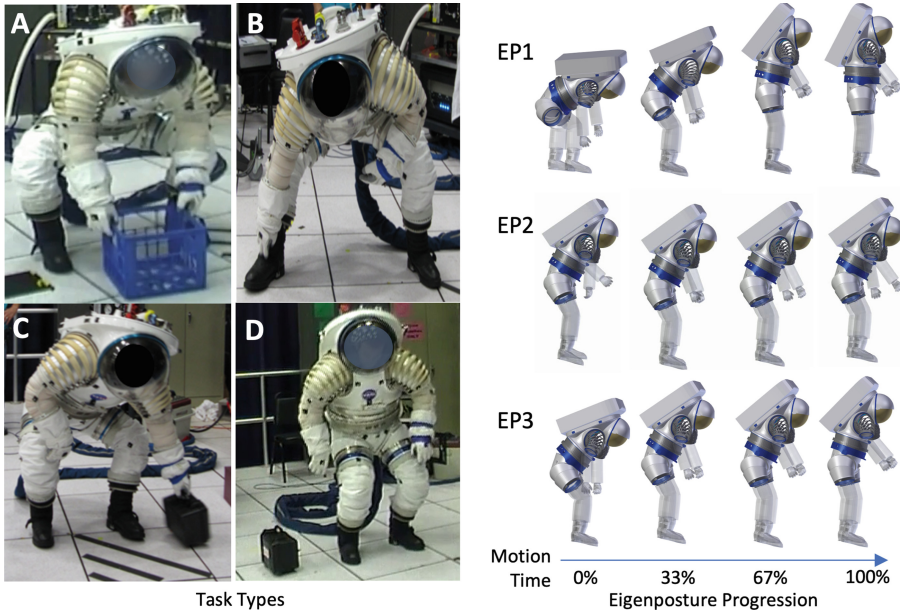 A
B
C
D
Task Types
EP1
EP2
EP3
Motion
Time
0%
33%
67%
100%
Eigenposture Progression